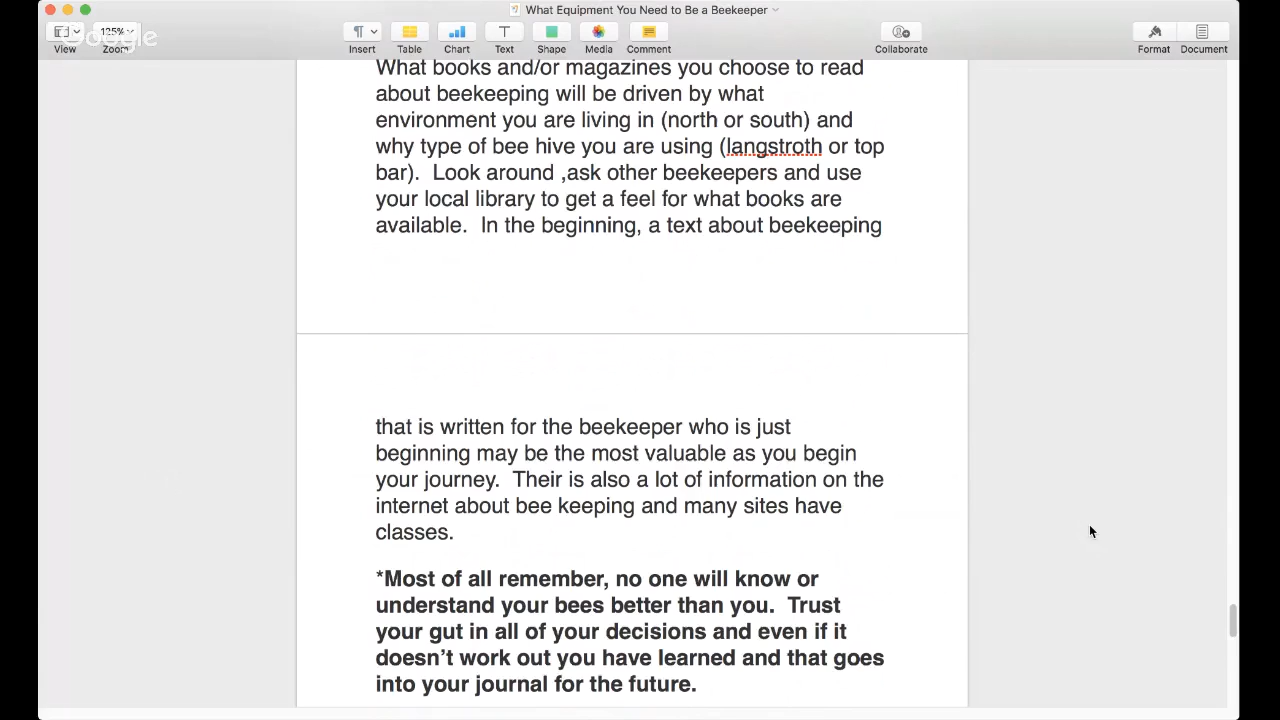 What Equipment You Need to Be a Beekeeper
125%
Google
View
Zoom
Insert
Table
Chart
Text
Shape
Media
Comment
Collaborate
Format
Document
What books and/or magazines you choose to read
about beekeeping will be driven by what
environment you are living in (north or south) and
why type of bee hive you are using (langstroth or top
bar).  Look around ,ask other beekeepers and use
your local library to get a feel for what books are
available.  In the beginning, a text about beekeeping
that is written for the beekeeper who is just
beginning may be the most valuable as you begin
your journey.  Their is also a lot of information on the
internet about bee keeping and many sites have
classes.
*Most of all remember, no one will know or
understand your bees better than you.  Trust
your gut in all of your decisions and even if it
doesn't work out you have learned and that goes
into your journal for the future.